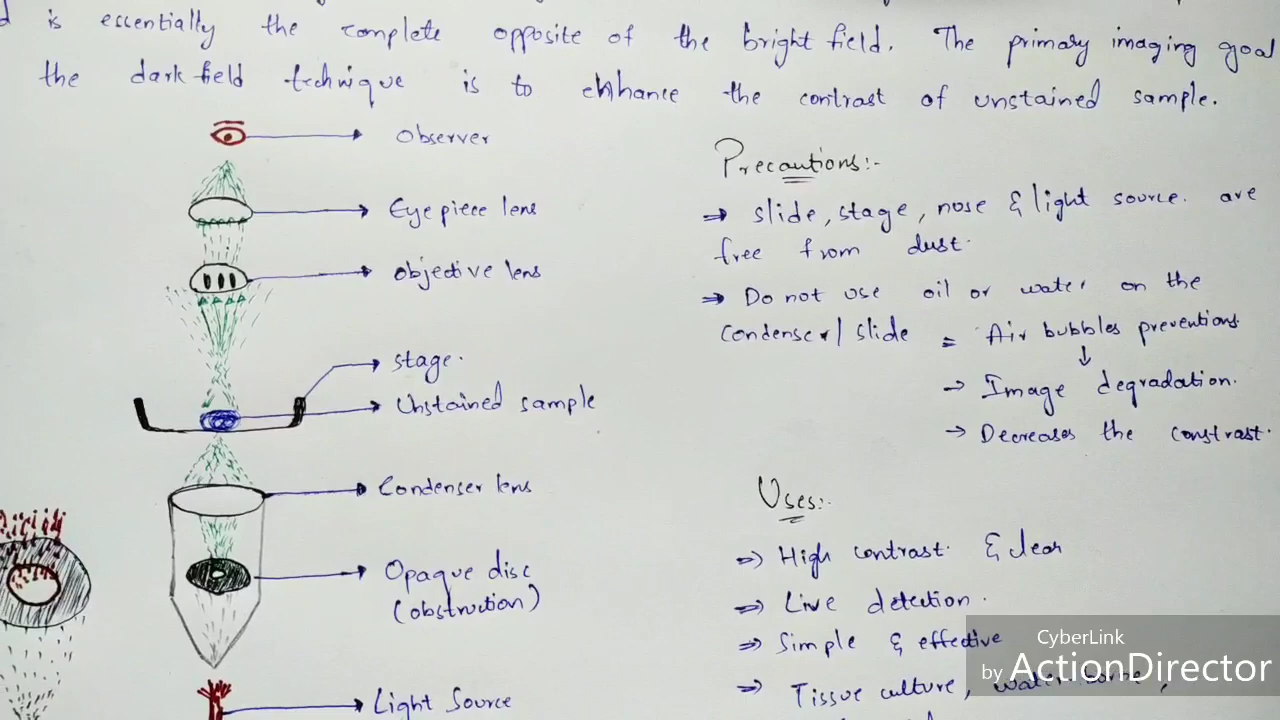 is essentially the complete opposite of the bright field. The primary imaging goal
the dark field technique is to enhance the contrast of unstained sample.
Observer
Eye piece lens
objective lens
stage.
Unstained sample
Condenser lens
Opaque disc
(obstruction)
Light Source
Precautions:-
⇒ slide, stage, nose & light source. are
free from dust.
⇒ Do not use oil or water on the
condenser/ slide = Air bubbles preventions
↓
→ Image degradation.
→ Decreases the constrast.
Uses:-
⇒ High contrast. & clear
⇒ Live detection.
⇒ Simple & effective
⇒ Tissue culture, water borne,
CyberLink
by ActionDirector